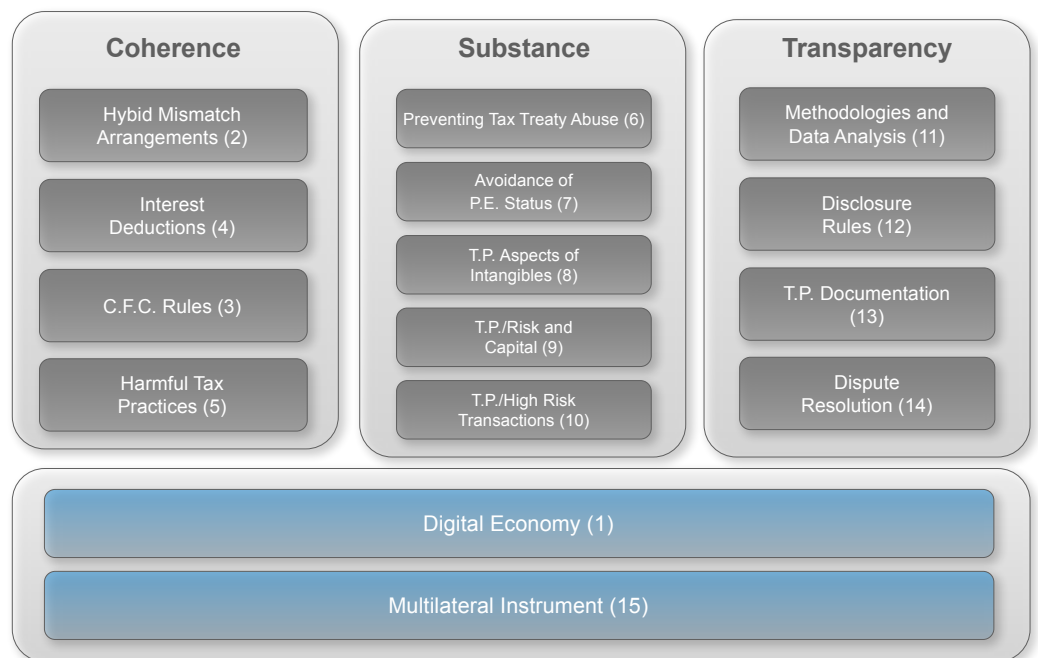 Coherence
Hybid Mismatch
Arrangements (2)
Interest
Deductions (4)
C.F.C. Rules (3)
Harmful Tax
Practices (5)
Substance
Preventing Tax Treaty Abuse (6)
Avoidance of
P.E. Status (7)
T.P. Aspects of
Intangibles (8)
T.P./Risk and
Capital (9)
T.P./High Risk
Transactions (10)
Transparency
Methodologies and
Data Analysis (11)
Disclosure
Rules (12)
T.P. Documentation
(13)
Dispute
Resolution (14)
Digital Economy (1)
Multilateral Instrument (15)